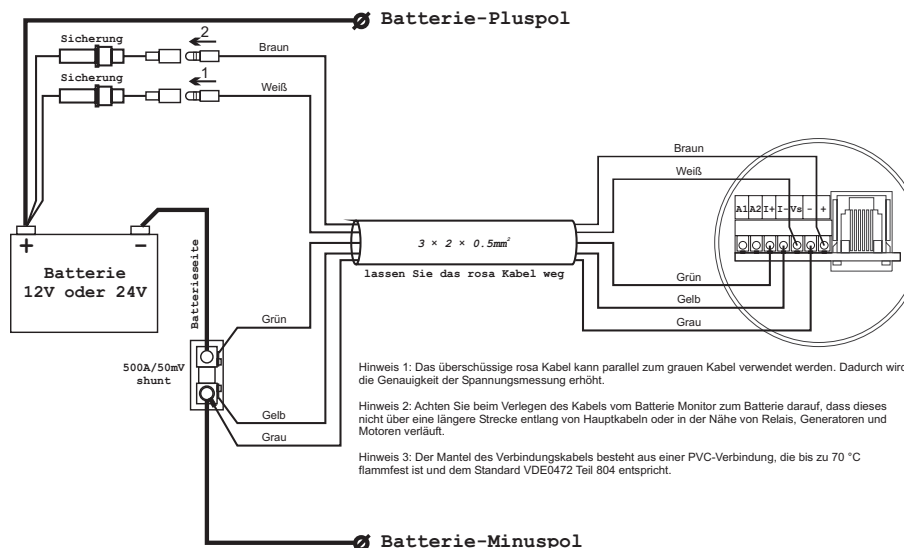 Batterie-Pluspol
Sicherung
2
Braun
Sicherung
1
Weiß
Braun
Weiß
A1 A2 I+ I- Vs - +
+
−
Batterie
12V oder 24V
Batterieseite
3 × 2 × 0.5mm²
lassen Sie das rosa Kabel weg
Grün
Gelb
Grau
Grün
500A/50mV
shunt
Gelb
Grau
Hinweis 1: Das überschüssige rosa Kabel kann parallel zum grauen Kabel verwendet werden. Dadurch wird
die Genauigkeit der Spannungsmessung erhöht.
Hinweis 2: Achten Sie beim Verlegen des Kabels vom Batterie Monitor zum Batterie darauf, dass dieses
nicht über eine längere Strecke entlang von Hauptkabeln oder in der Nähe von Relais, Generatoren und
Motoren verläuft.
Hinweis 3: Der Mantel des Verbindungskabels besteht aus einer PVC-Verbindung, die bis zu 70 °C
flammfest ist und dem Standard VDE0472 Teil 804 entspricht.
Batterie-Minuspol